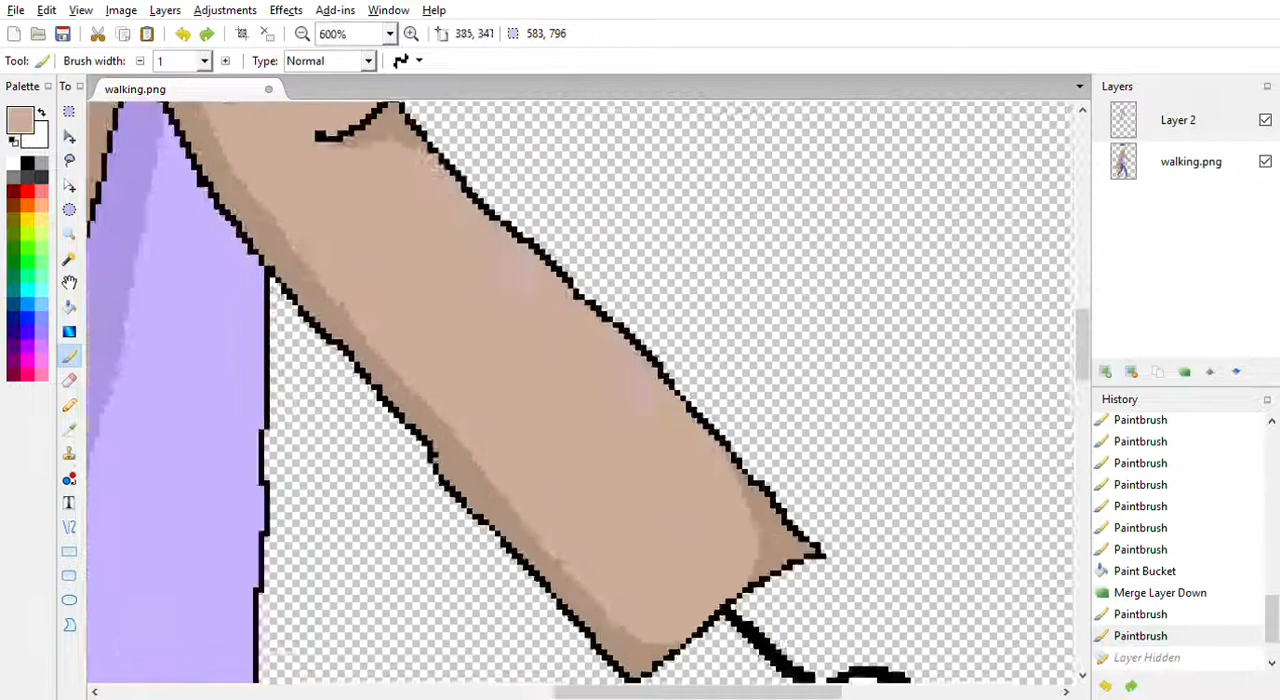 File Edit View Image Layers Adjustments Effects Add-ins Window Help
600% 385, 341 583, 796
Tool: Brush width: 1 Type: Normal
Palette To walking.png Layers
Layer 2
walking.png
History
Paintbrush
Paintbrush
Paintbrush
Paintbrush
Paintbrush
Paintbrush
Paintbrush
Paint Bucket
Merge Layer Down
Paintbrush
Paintbrush
Layer Hidden